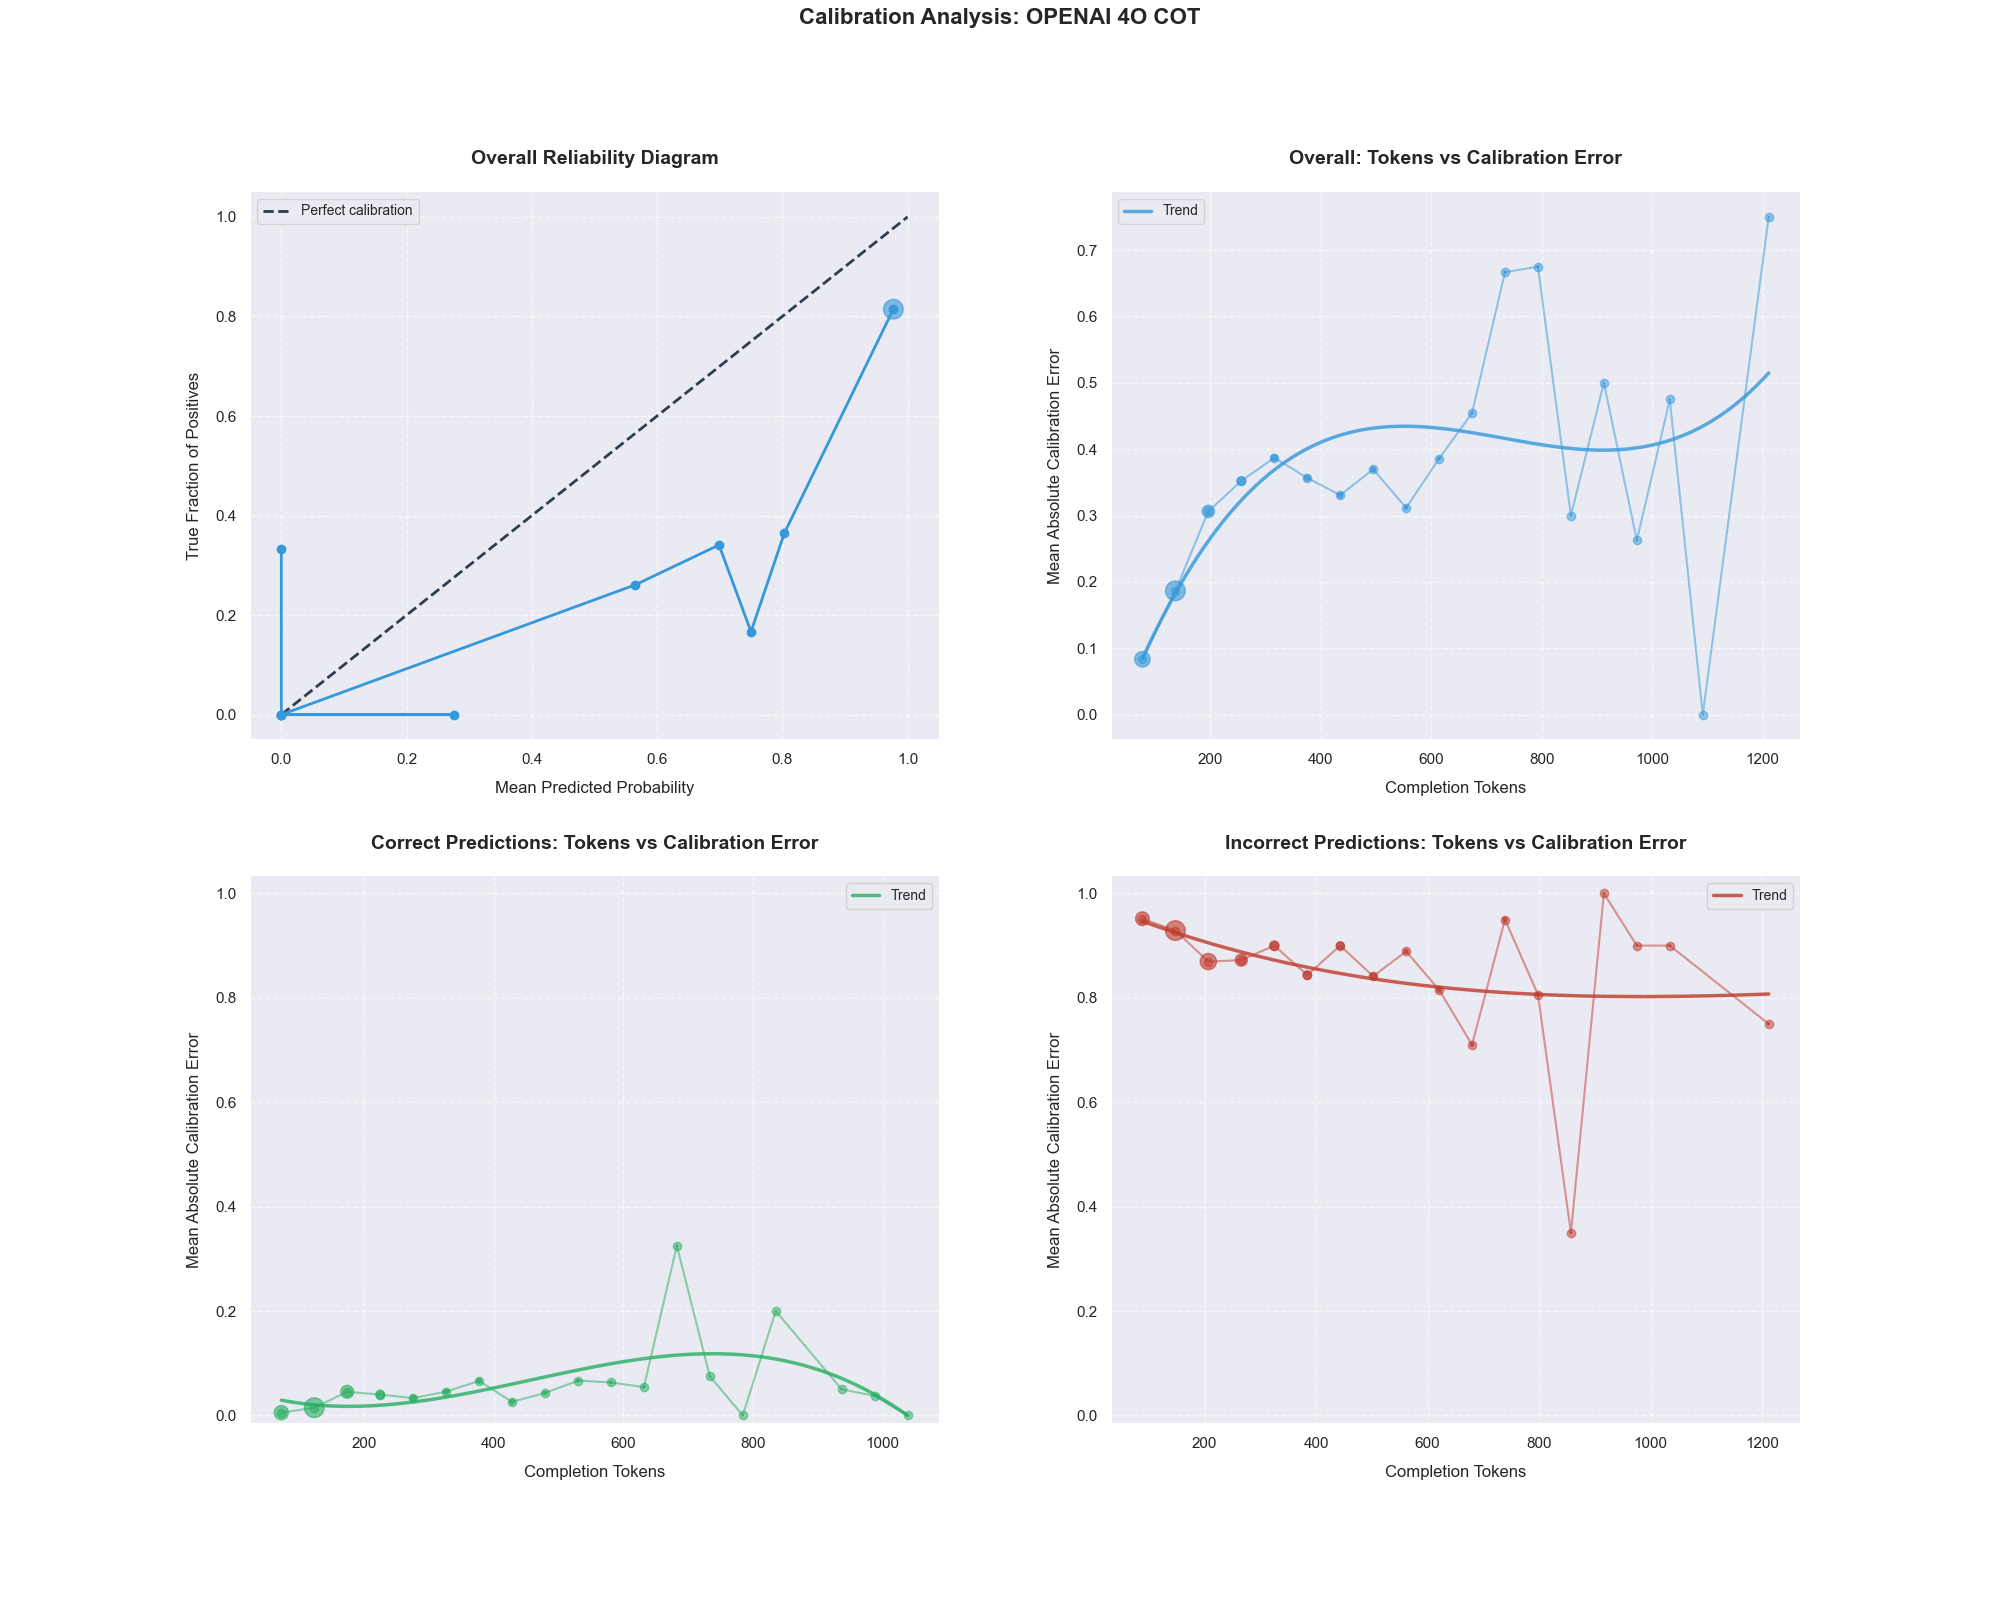 Calibration Analysis: OPENAI 4O COT
Overall Reliability Diagram
Perfect calibration
1.0
0.8
0.6
0.4
0.2
0.0
True Fraction of Positives
0.0 0.2 0.4 0.6 0.8 1.0
Mean Predicted Probability
Overall: Tokens vs Calibration Error
Trend
0.7
0.6
0.5
0.4
0.3
0.2
0.1
0.0
Mean Absolute Calibration Error
200 400 600 800 1000 1200
Completion Tokens
Correct Predictions: Tokens vs Calibration Error
Trend
1.0
0.8
0.6
0.4
0.2
0.0
Mean Absolute Calibration Error
200 400 600 800 1000
Completion Tokens
Incorrect Predictions: Tokens vs Calibration Error
Trend
1.0
0.8
0.6
0.4
0.2
0.0
Mean Absolute Calibration Error
200 400 600 800 1000 1200
Completion Tokens